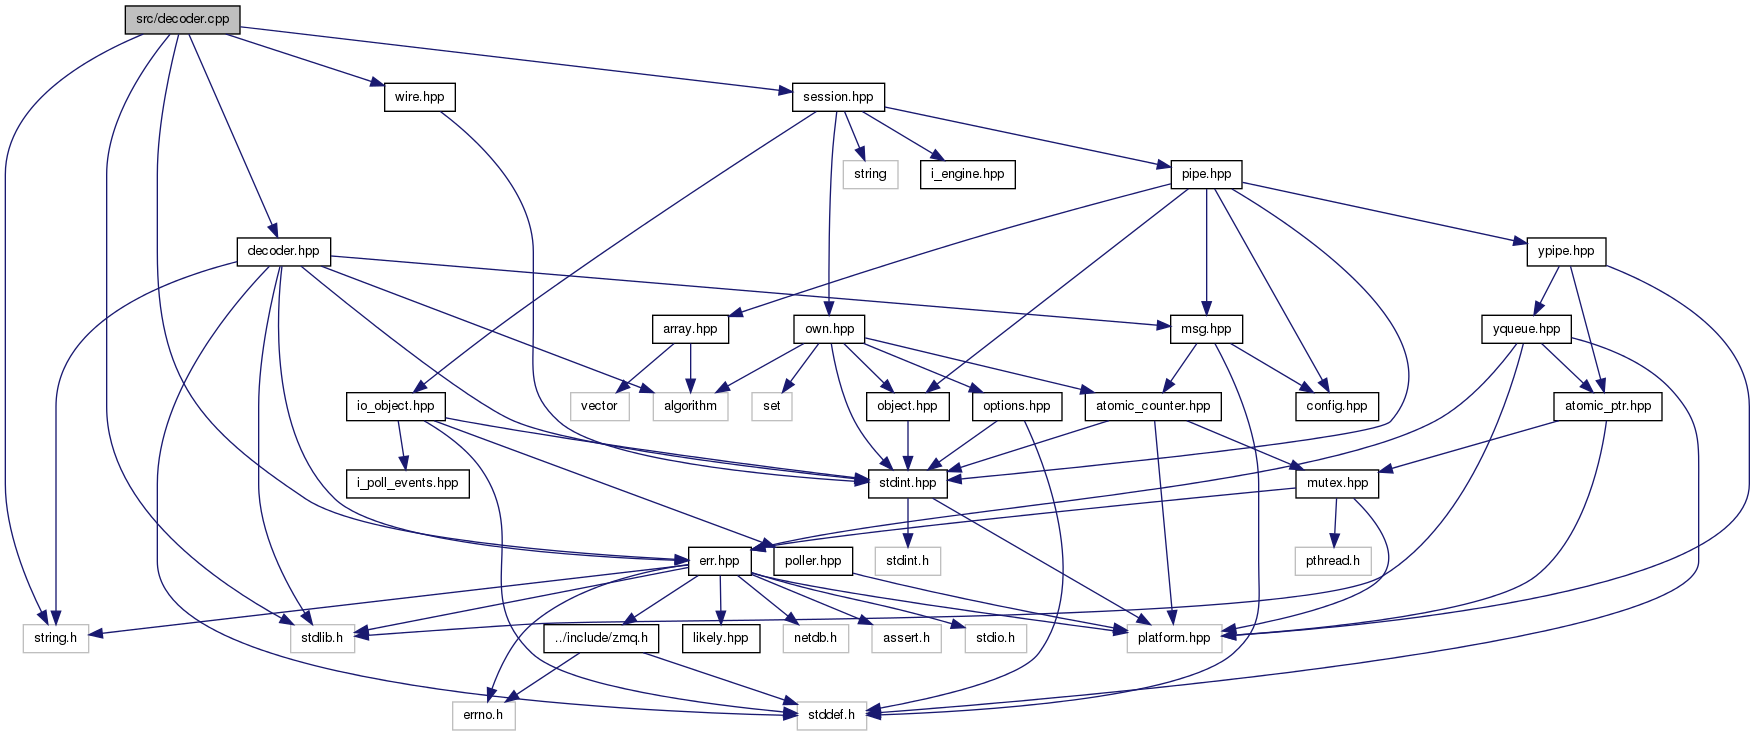 src/decoder.cpp
wire.hpp
session.hpp
string
i_engine.hpp
pipe.hpp
decoder.hpp
ypipe.hpp
array.hpp
own.hpp
msg.hpp
yqueue.hpp
io_object.hpp
vector
algorithm
set
object.hpp
options.hpp
atomic_counter.hpp
config.hpp
atomic_ptr.hpp
i_poll_events.hpp
stdint.hpp
mutex.hpp
err.hpp
poller.hpp
stdint.h
pthread.h
string.h
stdlib.h
../include/zmq.h
likely.hpp
netdb.h
assert.h
stdio.h
platform.hpp
errno.h
stddef.h